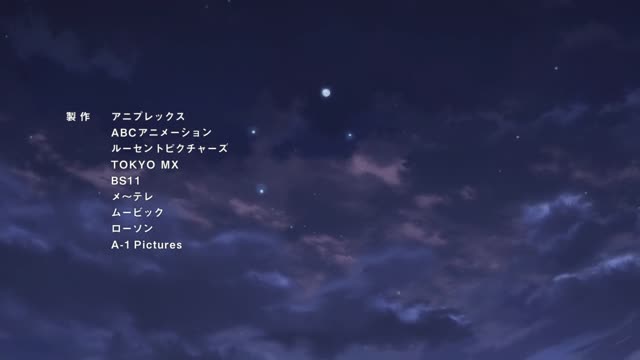 製作 アニプレックス
ABCアニメーション
ルーセントピクチャーズ
TOKYO MX
BS11
メ〜テレ
ムービック
ローソン
A-1 Pictures